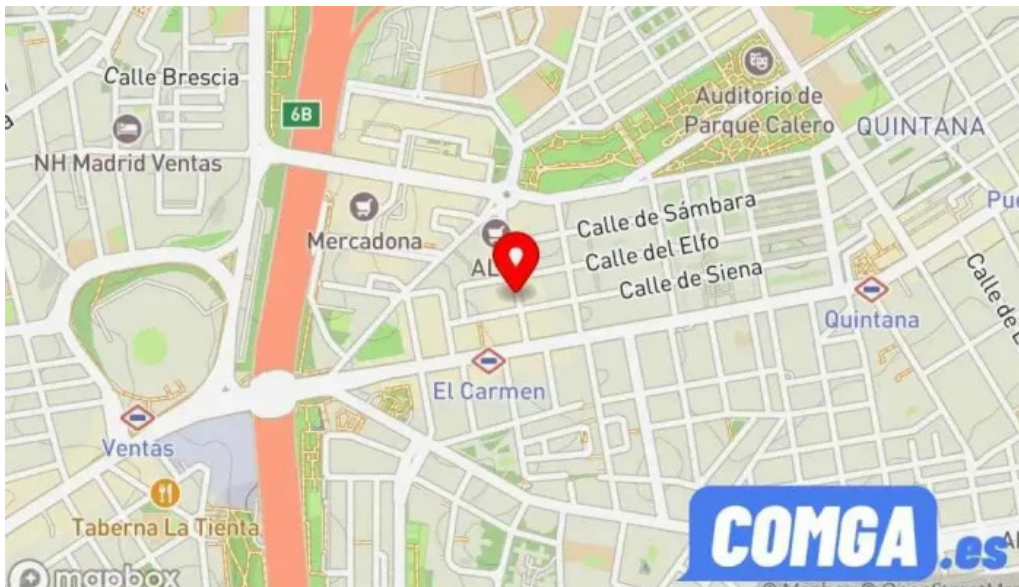 Calle Brescia
6B
NH Madrid Ventas
Auditorio de
Parque Calero
QUINTANA
Mercadona
Calle de Sámbara
Calle del Elfo
Calle de Siena
Quintana
El Carmen
Ventas
Taberna La Tienta
COMGA.es
mapbox